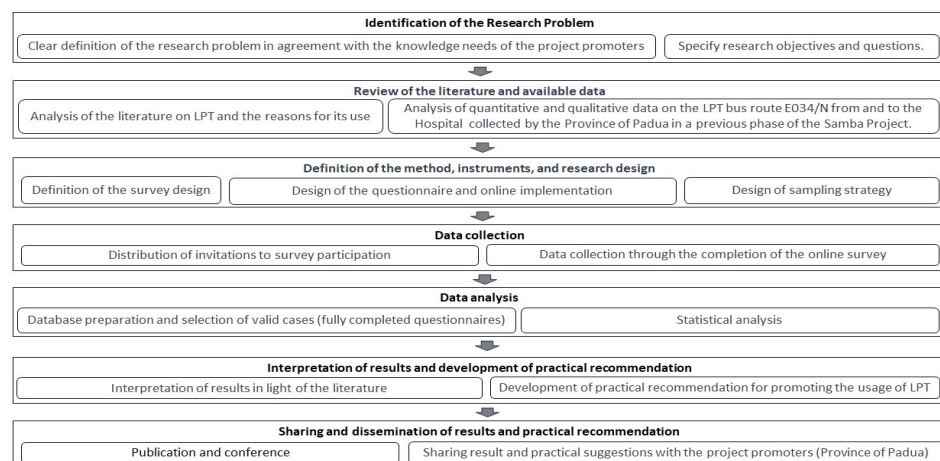 Identification of the Research Problem
Clear definition of the research problem in agreement with the knowledge needs of the project promoters
Specify research objectives and questions.
Review of the literature and available data
Analysis of the literature on LPT and the reasons for its use
Analysis of quantitative and qualitative data on the LPT bus route E034/N from and to the
Hospital collected by the Province of Padua in a previous phase of the Samba Project.
Definition of the method, instruments, and research design
Definition of the survey design
Design of the questionnaire and online implementation
Design of sampling strategy
Data collection
Distribution of invitations to survey participation
Data collection through the completion of the online survey
Data analysis
Database preparation and selection of valid cases (fully completed questionnaires)
Statistical analysis
Interpretation of results and development of practical recommendation
Interpretation of results in light of the literature
Development of practical recommendation for promoting the usage of LPT
Sharing and dissemination of results and practical recommendation
Publication and conference
Sharing result and practical suggestions with the project promoters (Province of Padua)